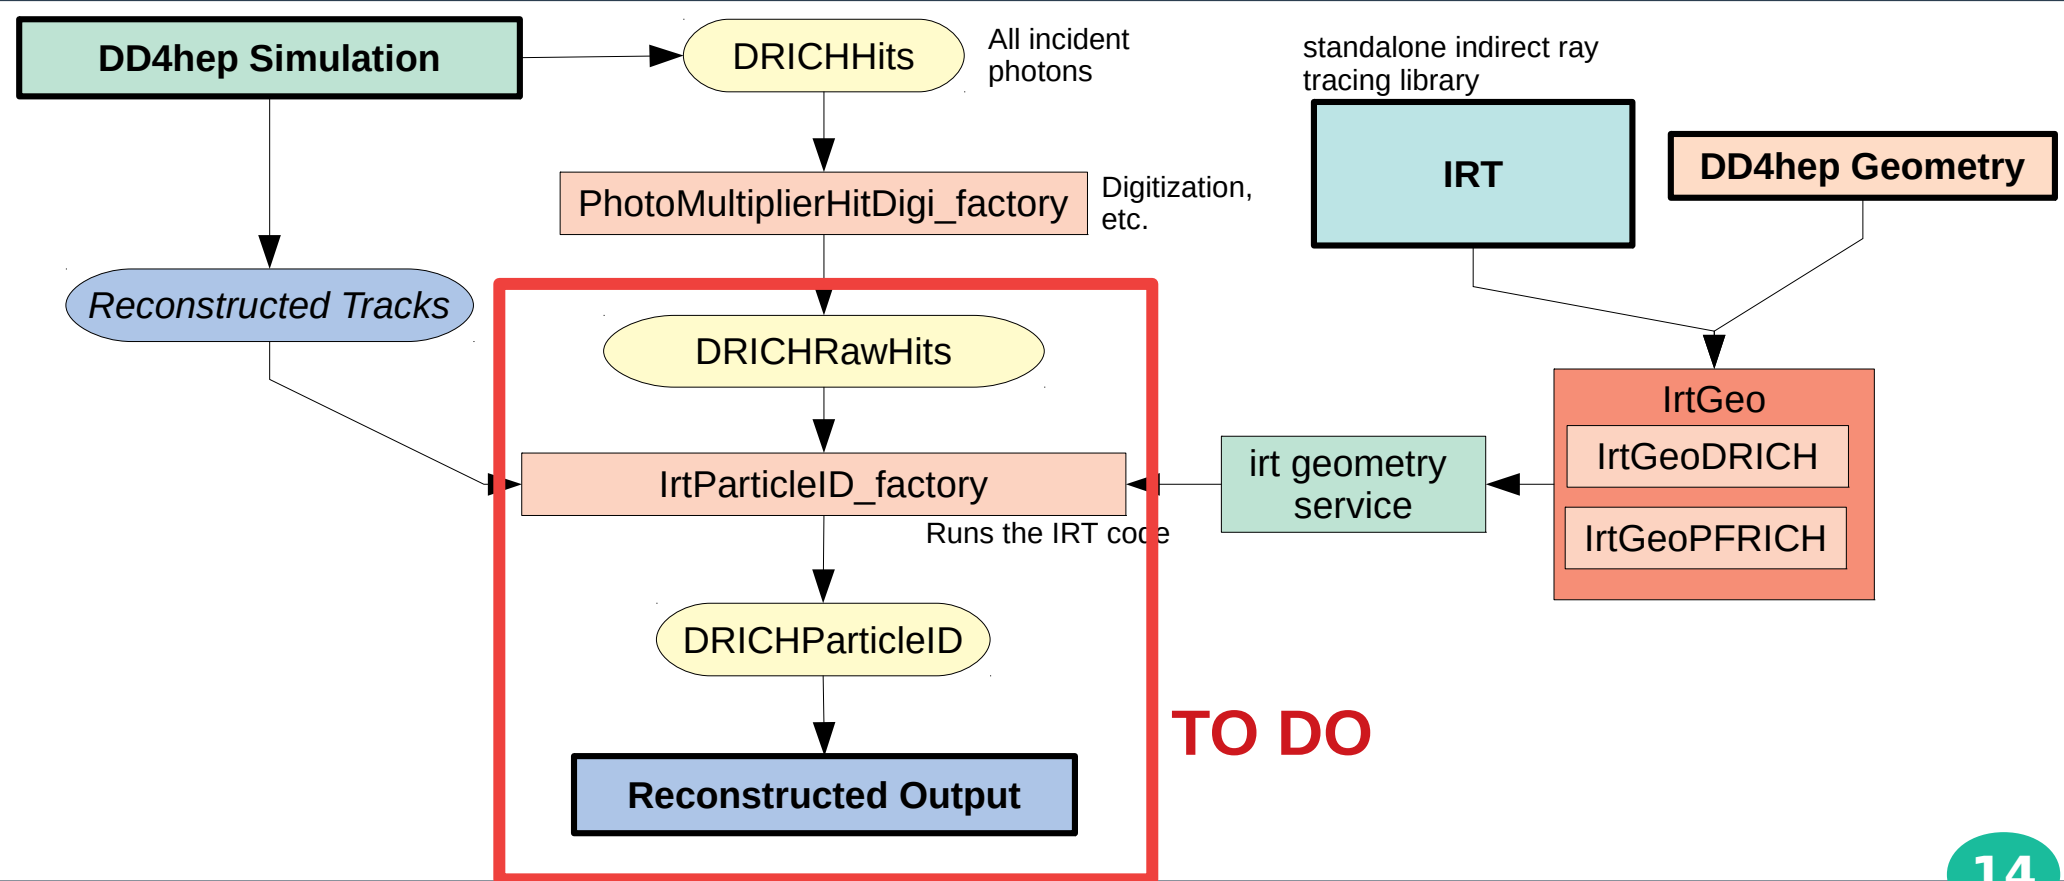 DD4hep Simulation
DRICHHits
All incident
photons
standalone indirect ray
tracing library
IRT
DD4hep Geometry
PhotoMultiplierHitDigi_factory
Digitization,
etc.
Reconstructed Tracks
DRICHRawHits
IrtGeo
IrtGeoDRICH
IrtGeoPFRICH
irt geometry
service
IrtParticleID_factory
Runs the IRT code
DRICHParticleID
TO DO
Reconstructed Output
14